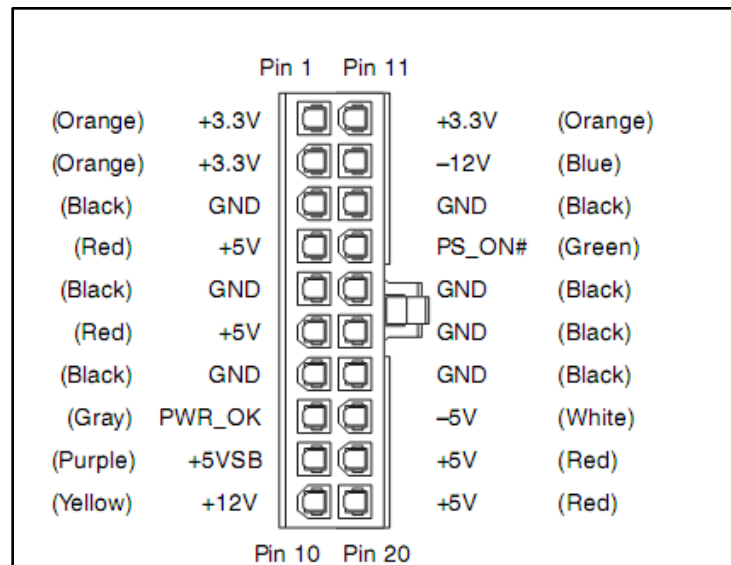 Pin 1 Pin 11
(Orange) +3.3V +3.3V (Orange)
(Orange) +3.3V –12V (Blue)
(Black) GND GND (Black)
(Red) +5V PS_ON# (Green)
(Black) GND GND (Black)
(Red) +5V GND (Black)
(Black) GND GND (Black)
(Gray) PWR_OK –5V (White)
(Purple) +5VSB +5V (Red)
(Yellow) +12V +5V (Red)
Pin 10 Pin 20